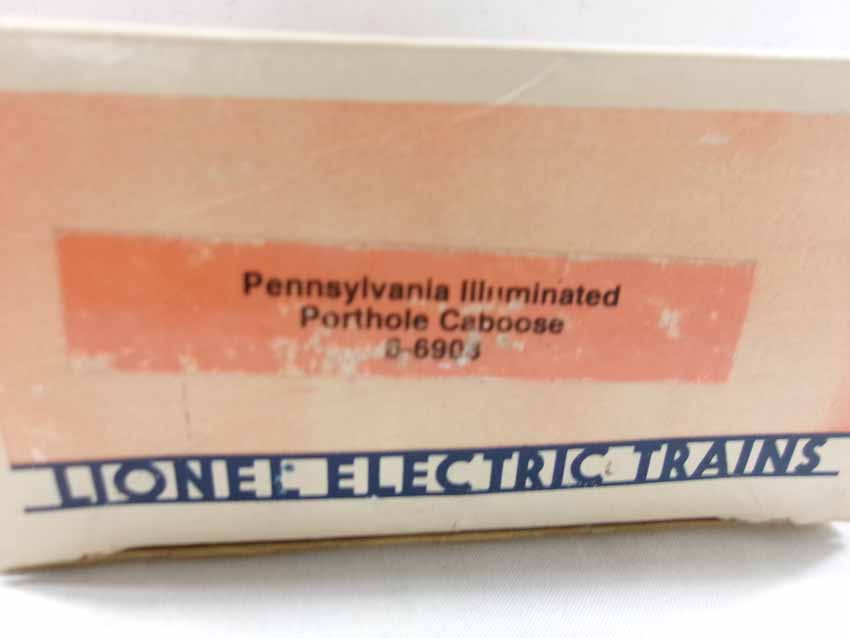 Pennsylvania Illuminated
Porthole Caboose
LIONEL ELECTRIC TRAINS